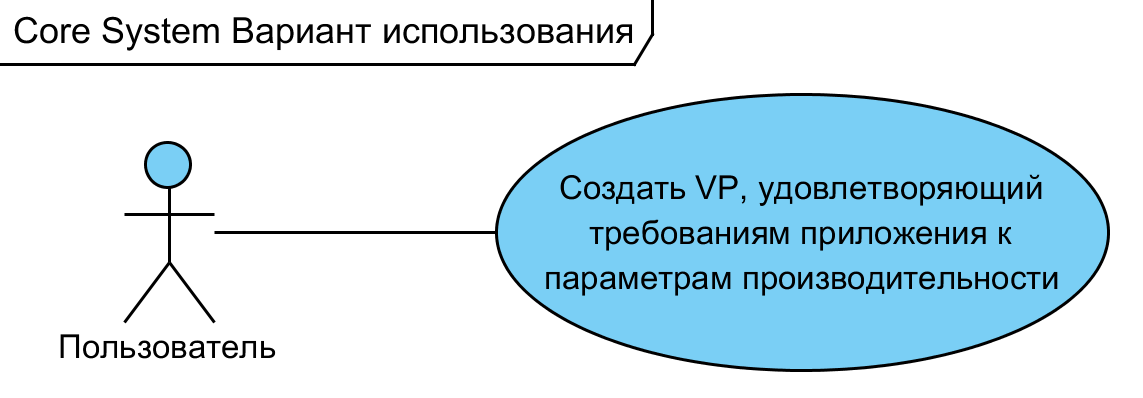 Core System Вариант использования
Создать VP, удовлетворяющий
требованиям приложения к
параметрам производительности
Пользователь